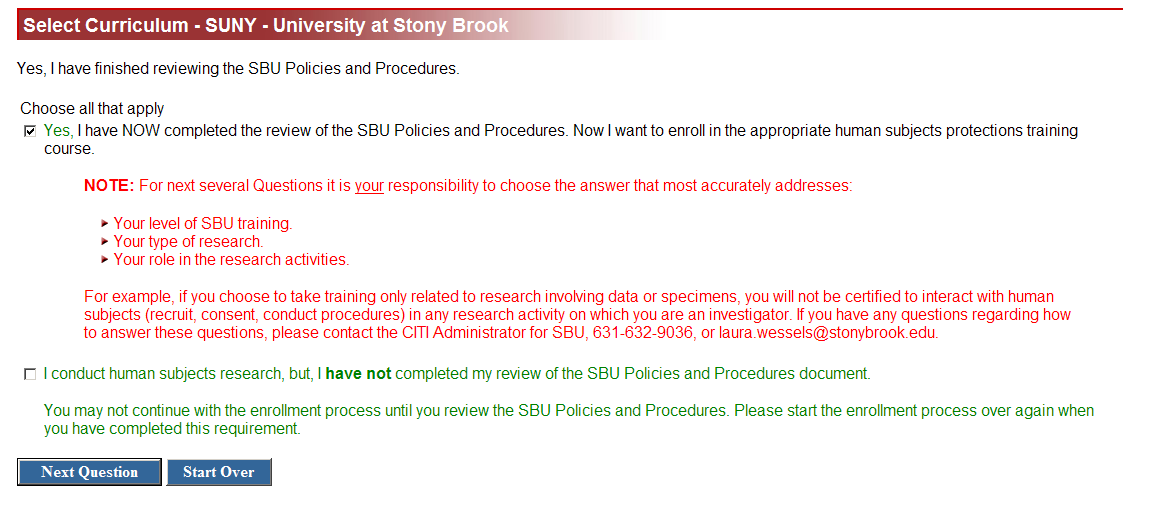 Select Curriculum - SUNY - University at Stony Brook
Yes, I have finished reviewing the SBU Policies and Procedures.
Choose all that apply
Yes, I have NOW completed the review of the SBU Policies and Procedures. Now I want to enroll in the appropriate human subjects protections training
course.
NOTE: For next several Questions it is your responsibility to choose the answer that most accurately addresses:
Your level of SBU training.
Your type of research.
Your role in the research activities.
For example, if you choose to take training only related to research involving data or specimens, you will not be certified to interact with human
subjects (recruit, consent, conduct procedures) in any research activity on which you are an investigator. If you have any questions regarding how
to answer these questions, please contact the CITI Administrator for SBU, 631-632-9036, or laura.wessels@stonybrook.edu.
I conduct human subjects research, but, I have not completed my review of the SBU Policies and Procedures document.
You may not continue with the enrollment process until you review the SBU Policies and Procedures. Please start the enrollment process over again when
you have completed this requirement.
Next Question Start Over